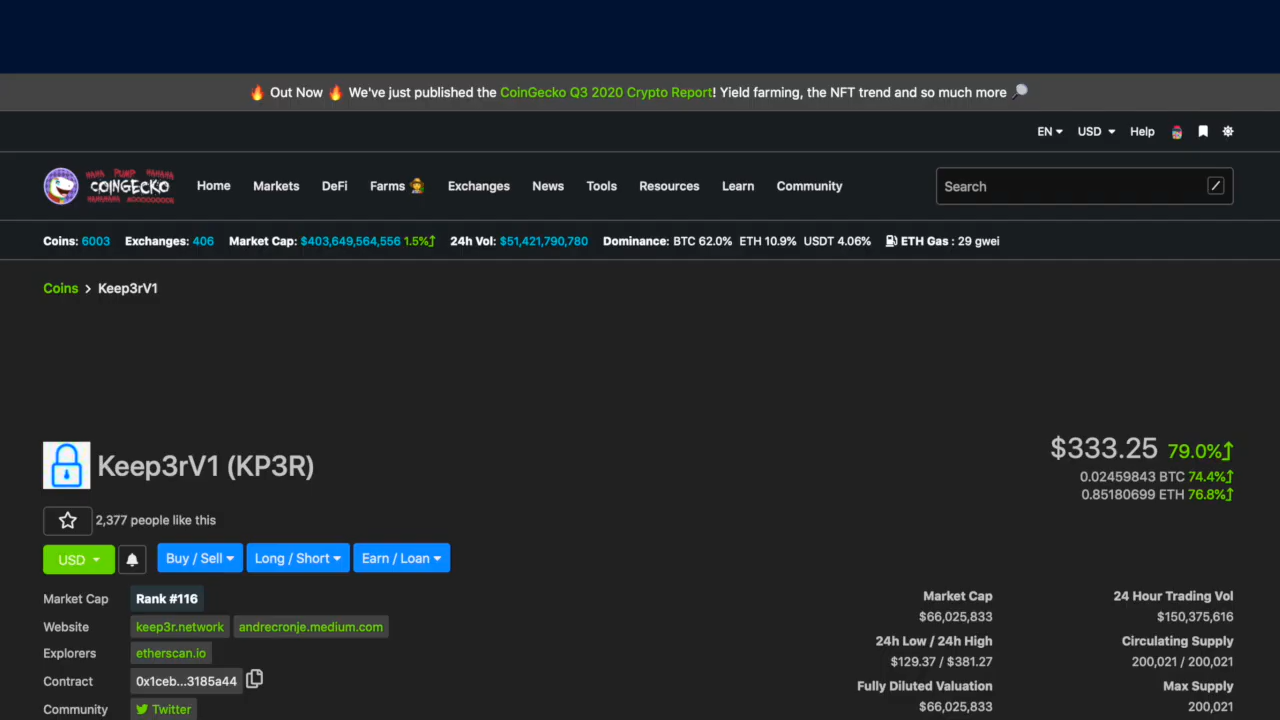 Out Now We've just published the CoinGecko Q3 2020 Crypto Report! Yield farming, the NFT trend and so much more
EN USD Help
COINGECKO Home Markets DeFi Farms Exchanges News Tools Resources Learn Community Search /
Coins: 6003 Exchanges: 406 Market Cap: $403,649,564,556 1.5% 24h Vol: $51,421,790,780 Dominance: BTC 62.0% ETH 10.9% USDT 4.06% ETH Gas : 29 gwei
Coins > Keep3rV1
Keep3rV1 (KP3R)
$333.25 79.0%
0.02459843 BTC 74.4%
0.85180699 ETH 76.8%
2,377 people like this
USD Buy / Sell Long / Short Earn / Loan
Market Cap Rank #116
Website keep3r.network andrecronje.medium.com
Explorers etherscan.io
Contract 0x1ceb...3185a44
Community Twitter
Market Cap
$66,025,833
24h Low / 24h High
$129.37 / $381.27
Fully Diluted Valuation
$66,025,833
24 Hour Trading Vol
$150,375,616
Circulating Supply
200,021 / 200,021
Max Supply
200,021